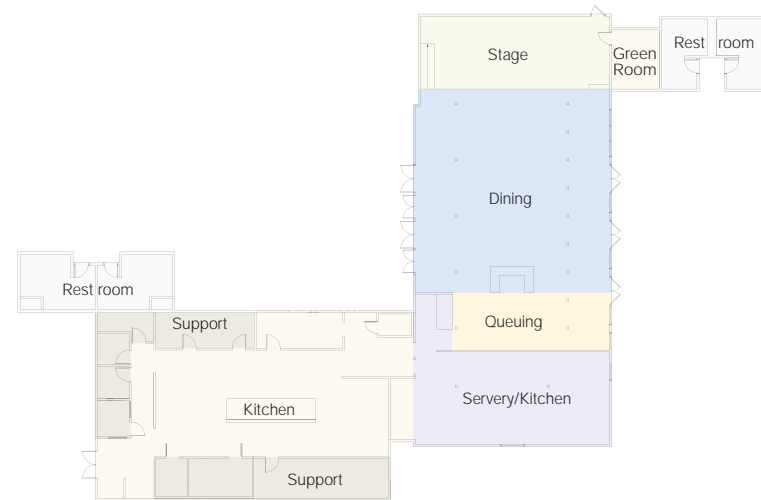 Stage
Green
Room
Rest room
Dining
Rest room
Support
Queuing
Servery/Kitchen
Kitchen
Support